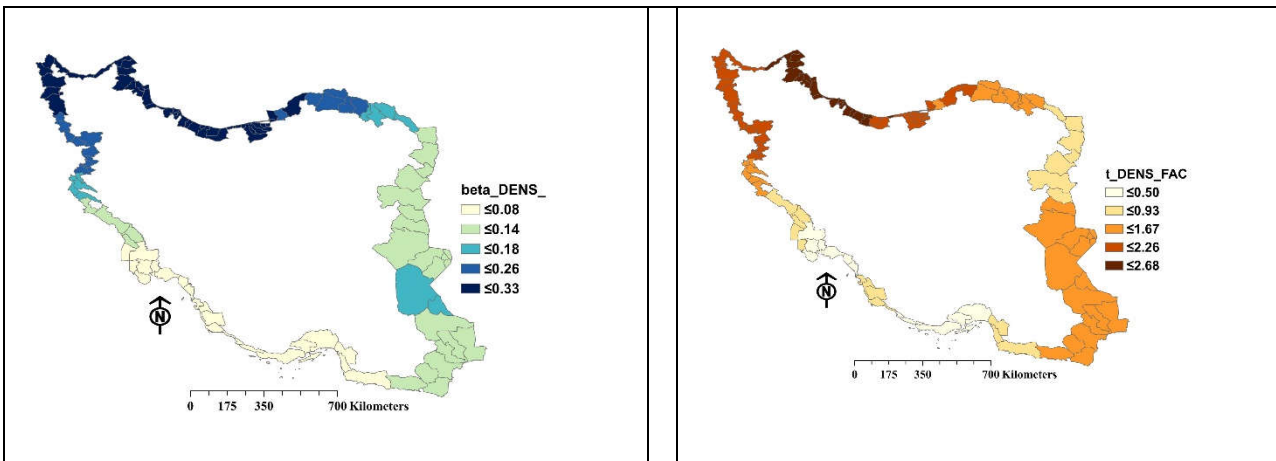 beta_DENS_
≤0.08
≤0.14
≤0.18
≤0.26
≤0.33
N
0 175 350 700 Kilometers
t_DENS_FAC
≤0.50
≤0.93
≤1.67
≤2.26
≤2.68
N
0 175 350 700 Kilometers